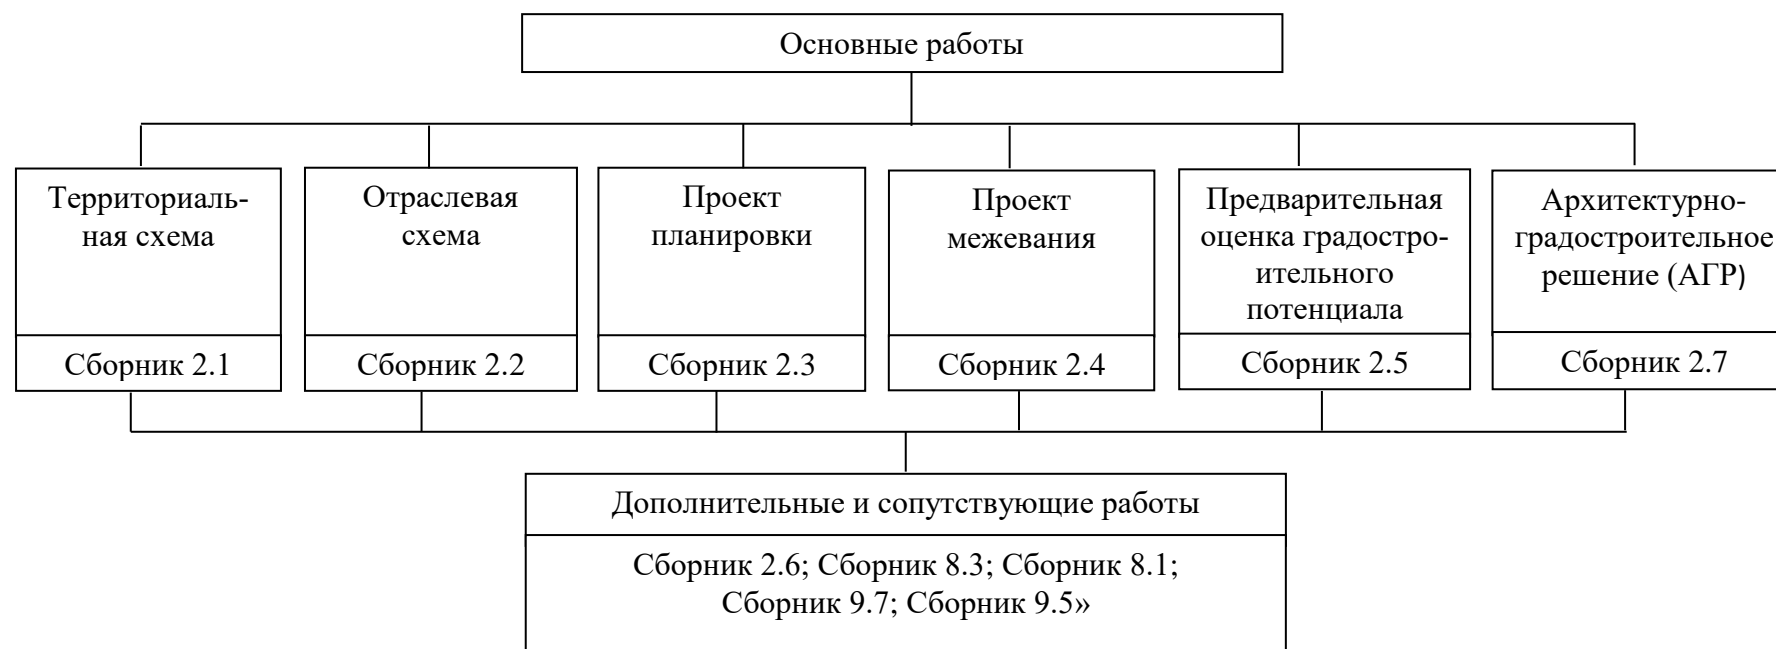 Основные работы
Территориаль-
ная схема
Сборник 2.1
Отраслевая
схема
Сборник 2.2
Проект
планировки
Сборник 2.3
Проект
межевания
Сборник 2.4
Предварительная
оценка градостро-
ительного
потенциала
Сборник 2.5
Архитектурно-
градостроительное
решение (АГР)
Сборник 2.7
Дополнительные и сопутствующие работы
Сборник 2.6; Сборник 8.3; Сборник 8.1;
Сборник 9.7; Сборник 9.5»